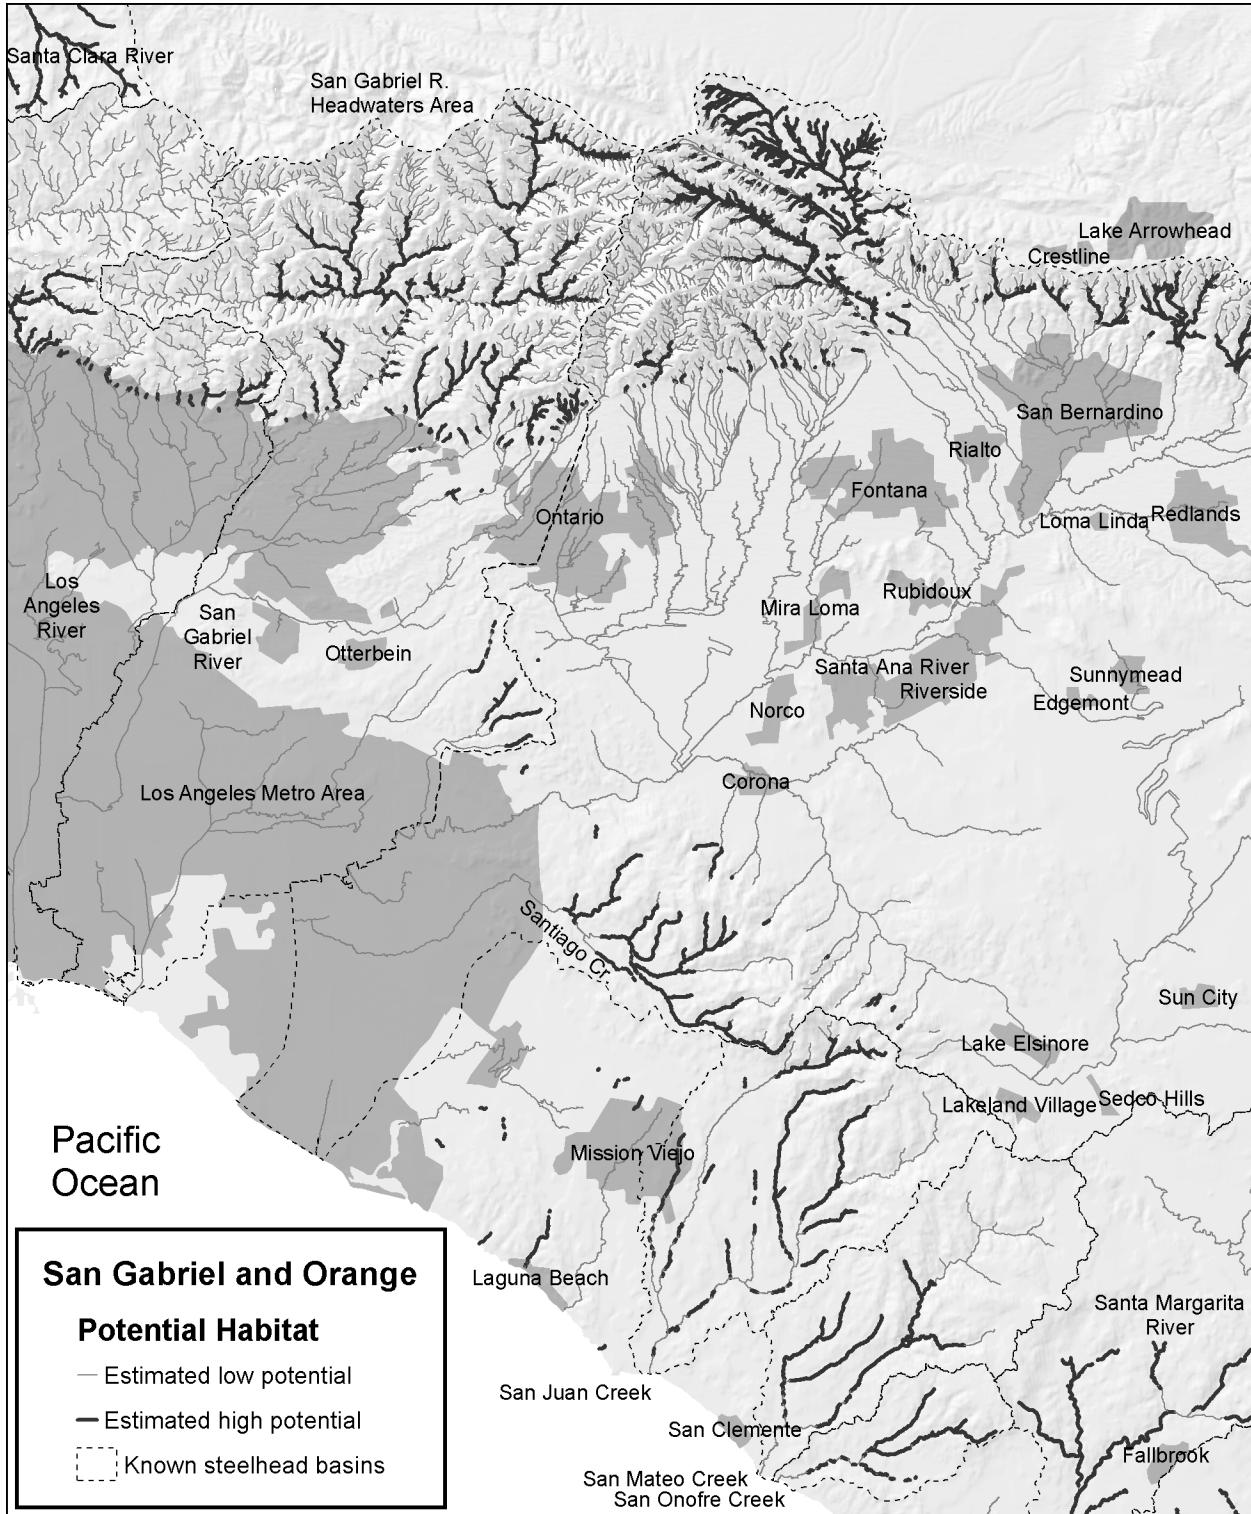 Santa Clara River
San Gabriel R.
Headwaters Area
Lake Arrowhead
Crestline
San Bernardino
Rialto
Fontana
Ontario
Loma Linda
Redlands
Los
Angeles
River
San
Gabriel
River
Otterbein
Mira Loma
Rubidoux
Santa Ana River
Riverside
Sunnymead
Edgemont
Norco
Corona
Los Angeles Metro Area
Santiago Cr
Sun City
Lake Elsinore
Lakeland Village
Sedco Hills
Mission Viejo
Pacific
Ocean
Laguna Beach
Santa Margarita
River
San Juan Creek
San Clemente
Fallbrook
San Mateo Creek
San Onofre Creek
San Gabriel and Orange
Potential Habitat
Estimated low potential
Estimated high potential
Known steelhead basins